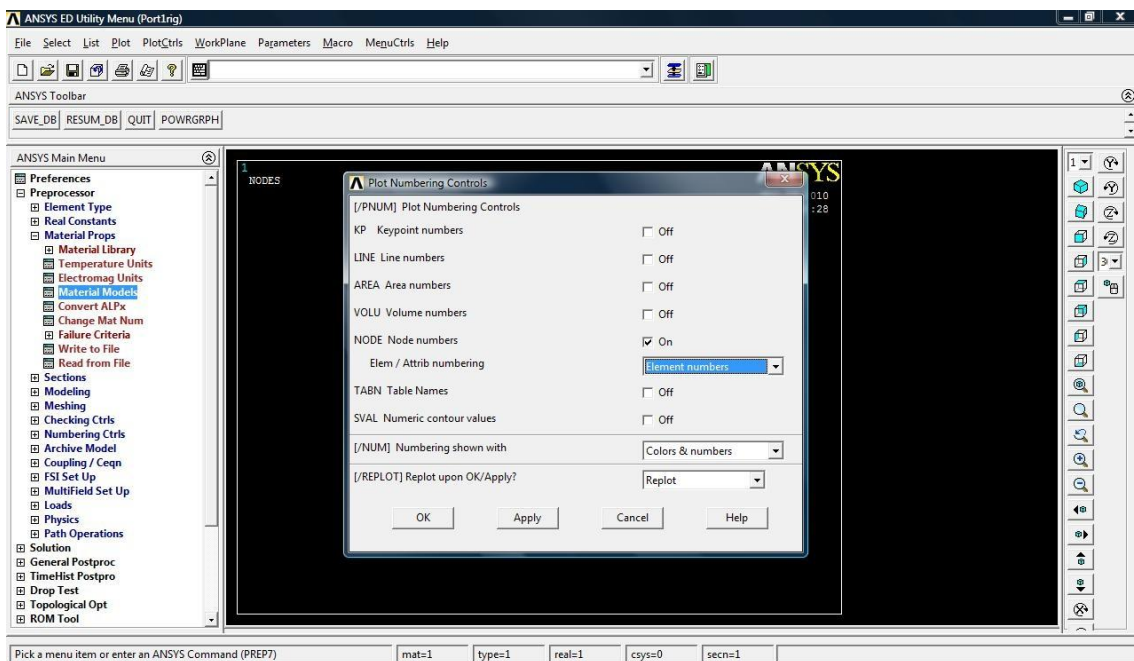 ANSYS ED Utility Menu (Port1rig)
File Select List Plot PlotCtrls WorkPlane Parameters Macro MenuCtrls Help
ANSYS Toolbar
SAVE_DB RESUM_DB QUIT POWRGRPH
ANSYS Main Menu
Preferences
Preprocessor
Element Type
Real Constants
Material Props
Material Library
Temperature Units
Electromag Units
Material Models
Convert ALPx
Change Mat Num
Failure Criteria
Write to File
Read from File
Sections
Modeling
Meshing
Checking Ctrls
Numbering Ctrls
Archive Model
Coupling / Ceqn
FSI Set Up
MultiField Set Up
Loads
Physics
Path Operations
Solution
General Postproc
TimeHist Postpro
Drop Test
Topological Opt
ROM Tool
1
NODES
ANSYS
010
:28
Plot Numbering Controls
[/PNUM] Plot Numbering Controls
KP Keypoint numbers Off
LINE Line numbers Off
AREA Area numbers Off
VOLU Volume numbers Off
NODE Node numbers On
Elem / Attrib numbering Element numbers
TABN Table Names Off
SVAL Numeric contour values Off
[/NUM] Numbering shown with Colors & numbers
[/REPLOT] Replot upon OK/Apply? Replot
OK Apply Cancel Help
1
Pick a menu item or enter an ANSYS Command (PREP7) mat=1 type=1 real=1 csys=0 secn=1